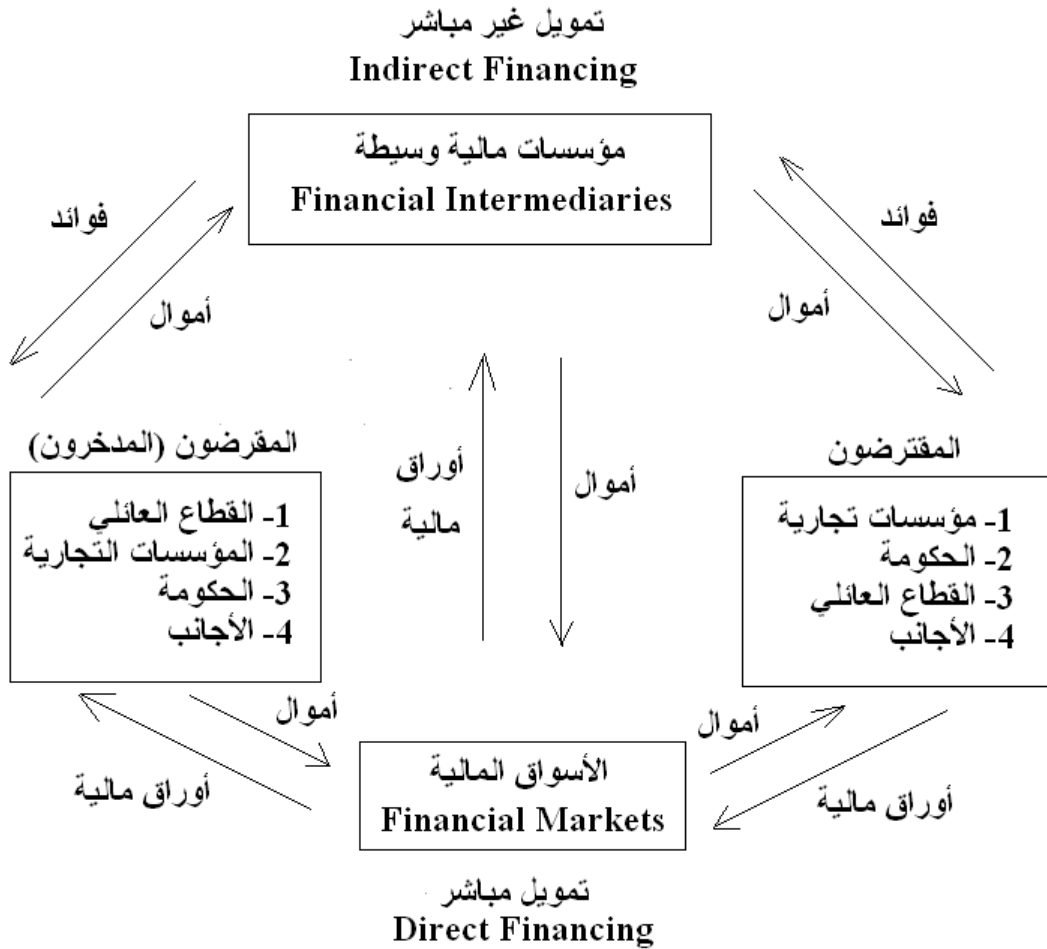 تمويل غير مباشر
Indirect Financing
مؤسسات مالية وسيطة
Financial Intermediaries
فوائد
أموال
فوائد
أموال
المقرضون (المدخرون)
1- القطاع العائلي
2- المؤسسات التجارية
3- الحكومة
4- الأجانب
أوراق
مالية
أموال
المقترضون
1- مؤسسات تجارية
2- الحكومة
3- القطاع العائلي
4- الأجانب
أموال
أوراق مالية
أموال
أوراق مالية
الأسواق المالية
Financial Markets
تمويل مباشر
Direct Financing